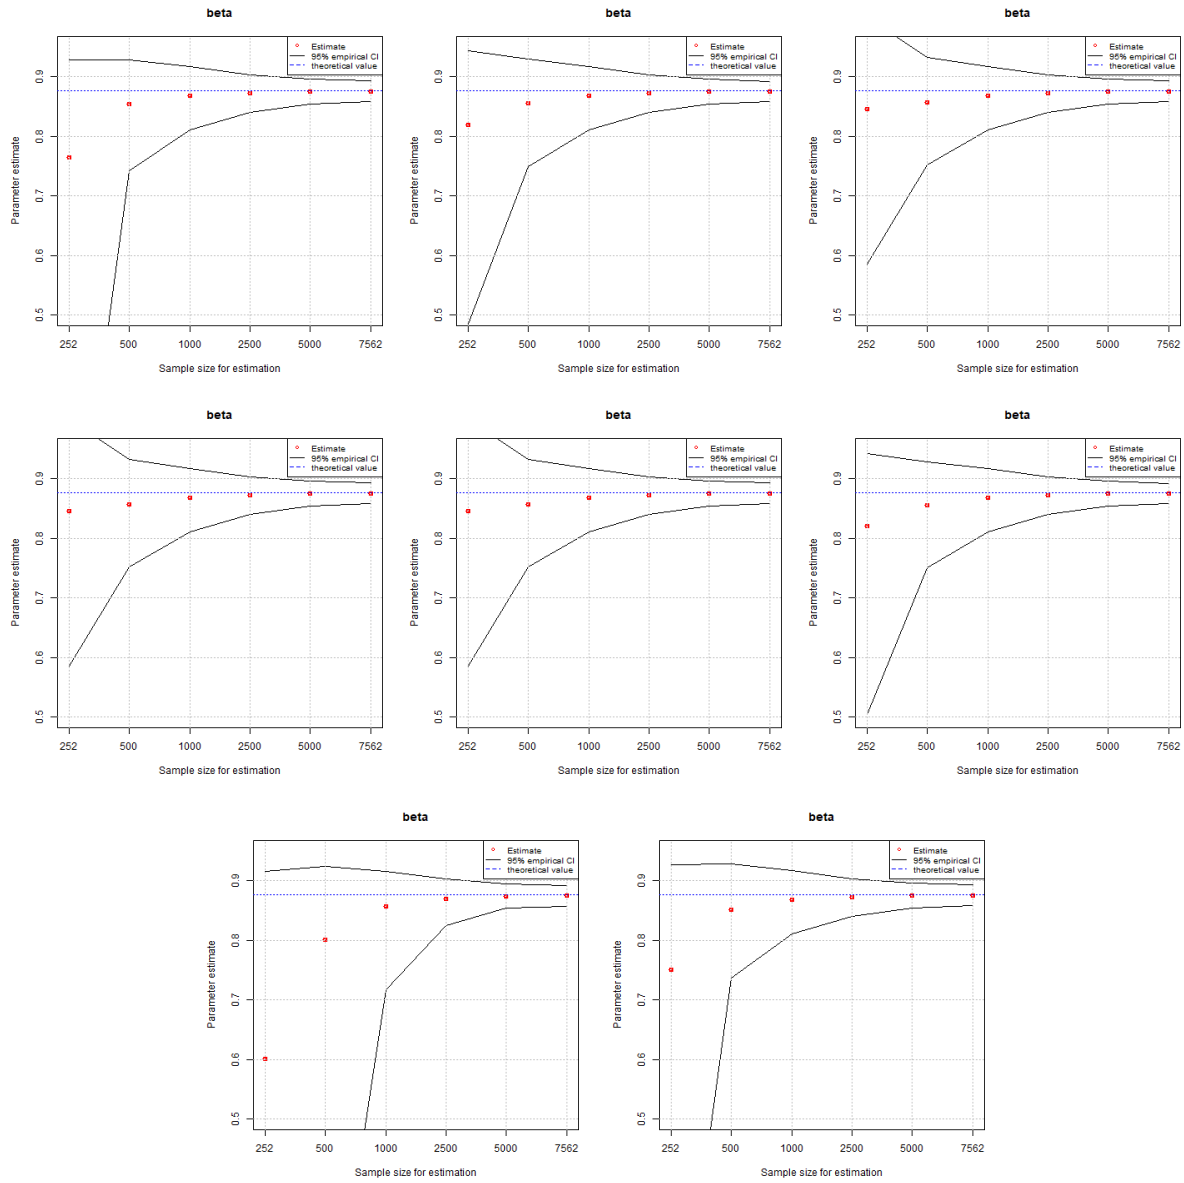 beta
Estimate
95% empirical CI
theoretical value
Parameter estimate
0.9
0.8
0.7
0.6
0.5
252 500 1000 2500 5000 7562
Sample size for estimation
beta
Estimate
95% empirical CI
theoretical value
Parameter estimate
0.9
0.8
0.7
0.6
0.5
252 500 1000 2500 5000 7562
Sample size for estimation
beta
Estimate
95% empirical CI
theoretical value
Parameter estimate
0.9
0.8
0.7
0.6
0.5
252 500 1000 2500 5000 7562
Sample size for estimation
beta
Estimate
95% empirical CI
theoretical value
Parameter estimate
0.9
0.8
0.7
0.6
0.5
252 500 1000 2500 5000 7562
Sample size for estimation
beta
Estimate
95% empirical CI
theoretical value
Parameter estimate
0.9
0.8
0.7
0.6
0.5
252 500 1000 2500 5000 7562
Sample size for estimation
beta
Estimate
95% empirical CI
theoretical value
Parameter estimate
0.9
0.8
0.7
0.6
0.5
252 500 1000 2500 5000 7562
Sample size for estimation
beta
Estimate
95% empirical CI
theoretical value
Parameter estimate
0.9
0.8
0.7
0.6
0.5
252 500 1000 2500 5000 7562
Sample size for estimation
beta
Estimate
95% empirical CI
theoretical value
Parameter estimate
0.9
0.8
0.7
0.6
0.5
252 500 1000 2500 5000 7562
Sample size for estimation